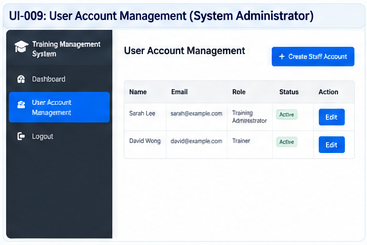 UI-009: User Account Management (System Administrator)
Training Management
System
Dashboard
User Account
Management
Logout
User Account Management
+ Create Staff Account
Name Email Role Status Action
Sarah Lee sarah@example.com Training
Administrator Active Edit
David Wong david@example.com Trainer Active Edit